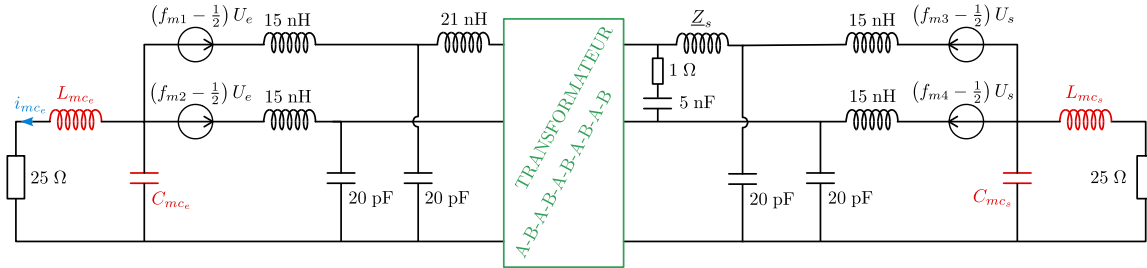 (f_{m1} − 1/2) U_e
15 nH
21 nH
Z_s
15 nH
(f_{m3} − 1/2) U_s
1 Ω
5 nF
L_{mc_e}
i_{mc_e}
(f_{m2} − 1/2) U_e
15 nH
TRANSFORMATEUR
A-B-A-B-A-B-A-B-A-B
15 nH
(f_{m4} − 1/2) U_s
L_{mc_s}
25 Ω
C_{mc_e}
20 pF
20 pF
20 pF
20 pF
C_{mc_s}
25 Ω